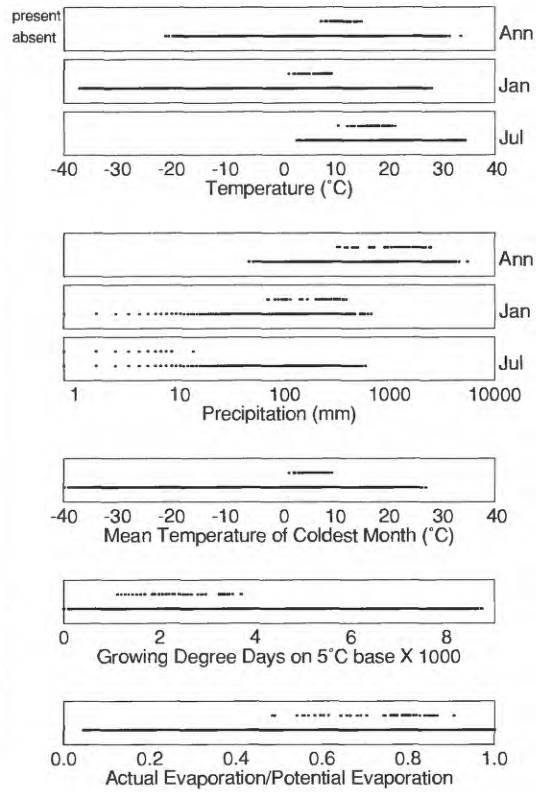 present
absent
Ann
Jan
Jul
-40 -30 -20 -10 0 10 20 30 40
Temperature (˚C)
Ann
Jan
Jul
1 10 100 1000 10000
Precipitation (mm)
-40 -30 -20 -10 0 10 20 30 40
Mean Temperature of Coldest Month (˚C)
0 2 4 6 8
Growing Degree Days on 5˚C base X 1000
0.0 0.2 0.4 0.6 0.8 1.0
Actual Evaporation/Potential Evaporation